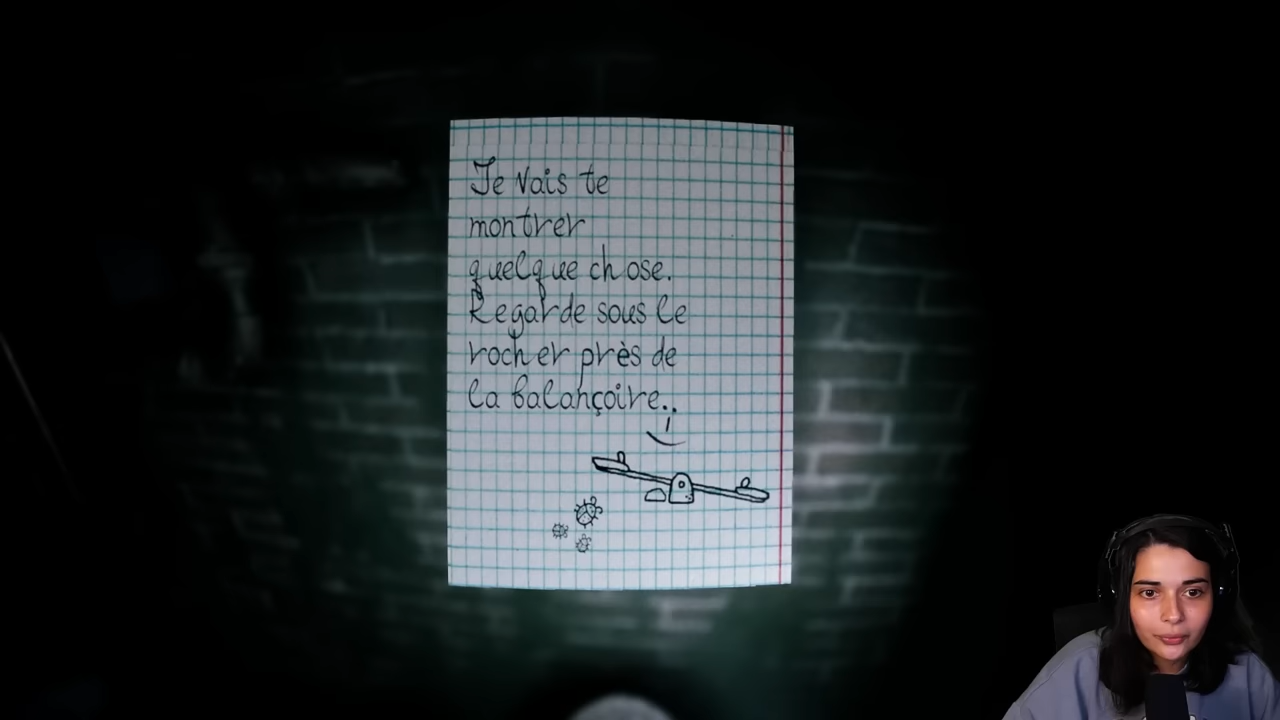 Je vais te
montrer
quelque chose.
Regarde sous le
rocher près de
la balançoire..